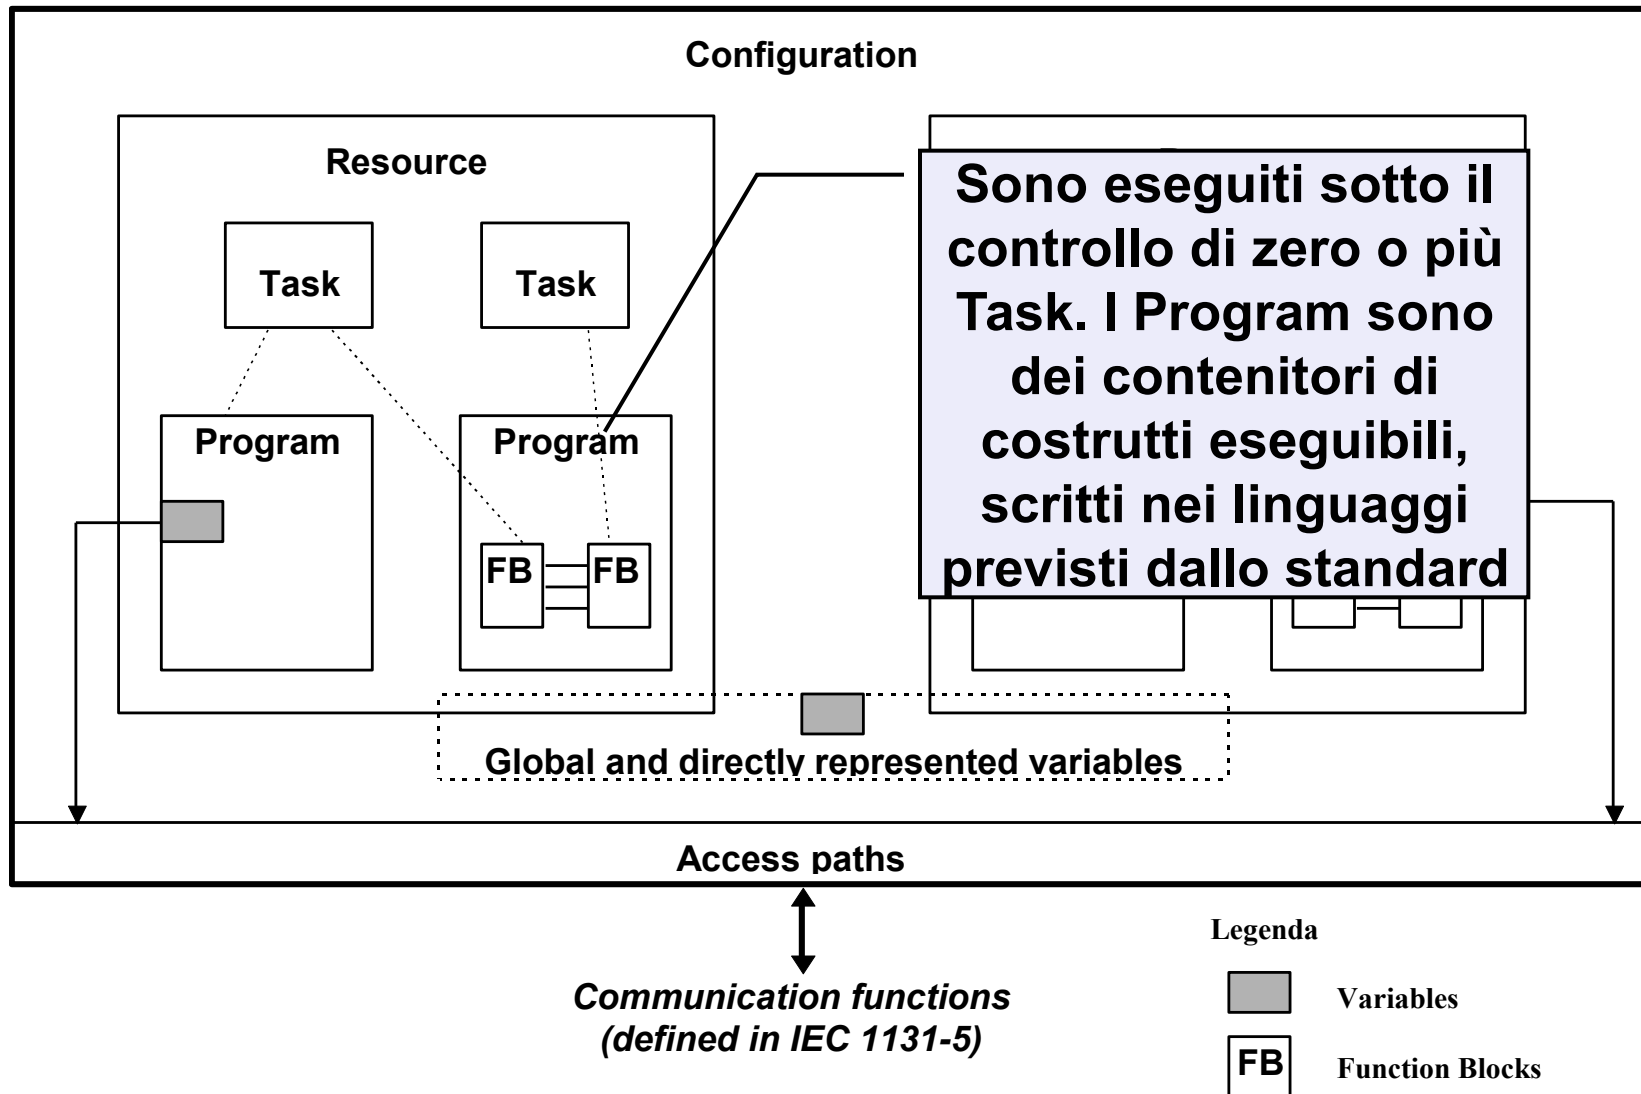 Configuration
Resource
Task
Task
Program
Program
FB
FB
Sono eseguiti sotto il
controllo di zero o più
Task. I Program sono
dei contenitori di
costrutti eseguibili,
scritti nei linguaggi
previsti dallo standard
Global and directly represented variables
Access paths
Communication functions
(defined in IEC 1131-5)
Legenda
Variables
FB
Function Blocks